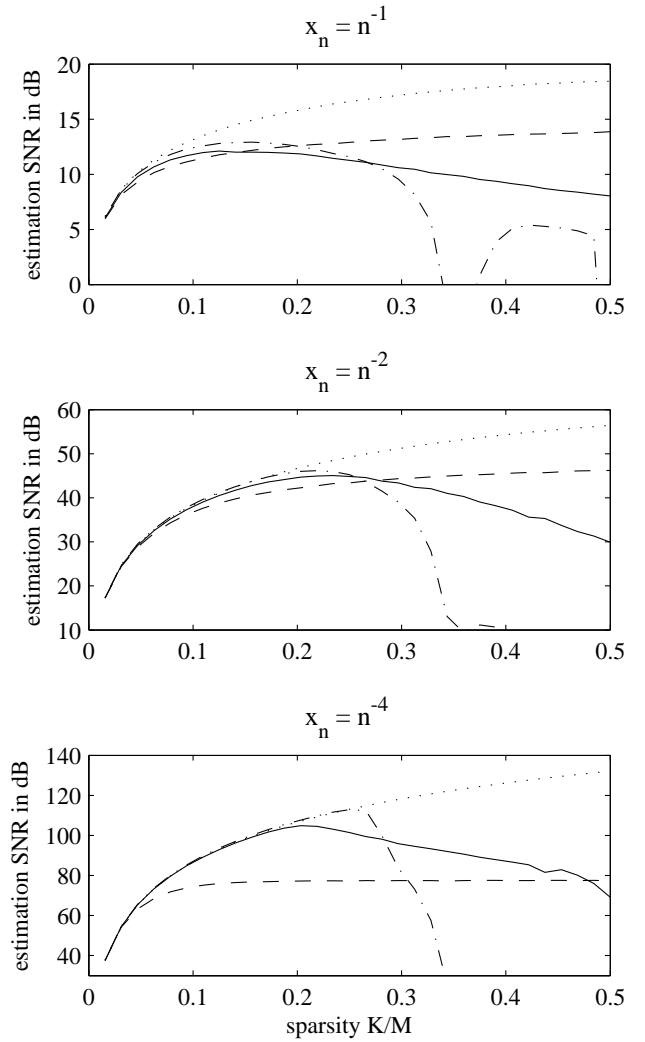 x_n = n^-1
estimation SNR in dB
20
15
10
5
0
0 0.1 0.2 0.3 0.4 0.5
x_n = n^-2
estimation SNR in dB
60
50
40
30
20
10
0 0.1 0.2 0.3 0.4 0.5
x_n = n^-4
estimation SNR in dB
140
120
100
80
60
40
0 0.1 0.2 0.3 0.4 0.5
sparsity K/M